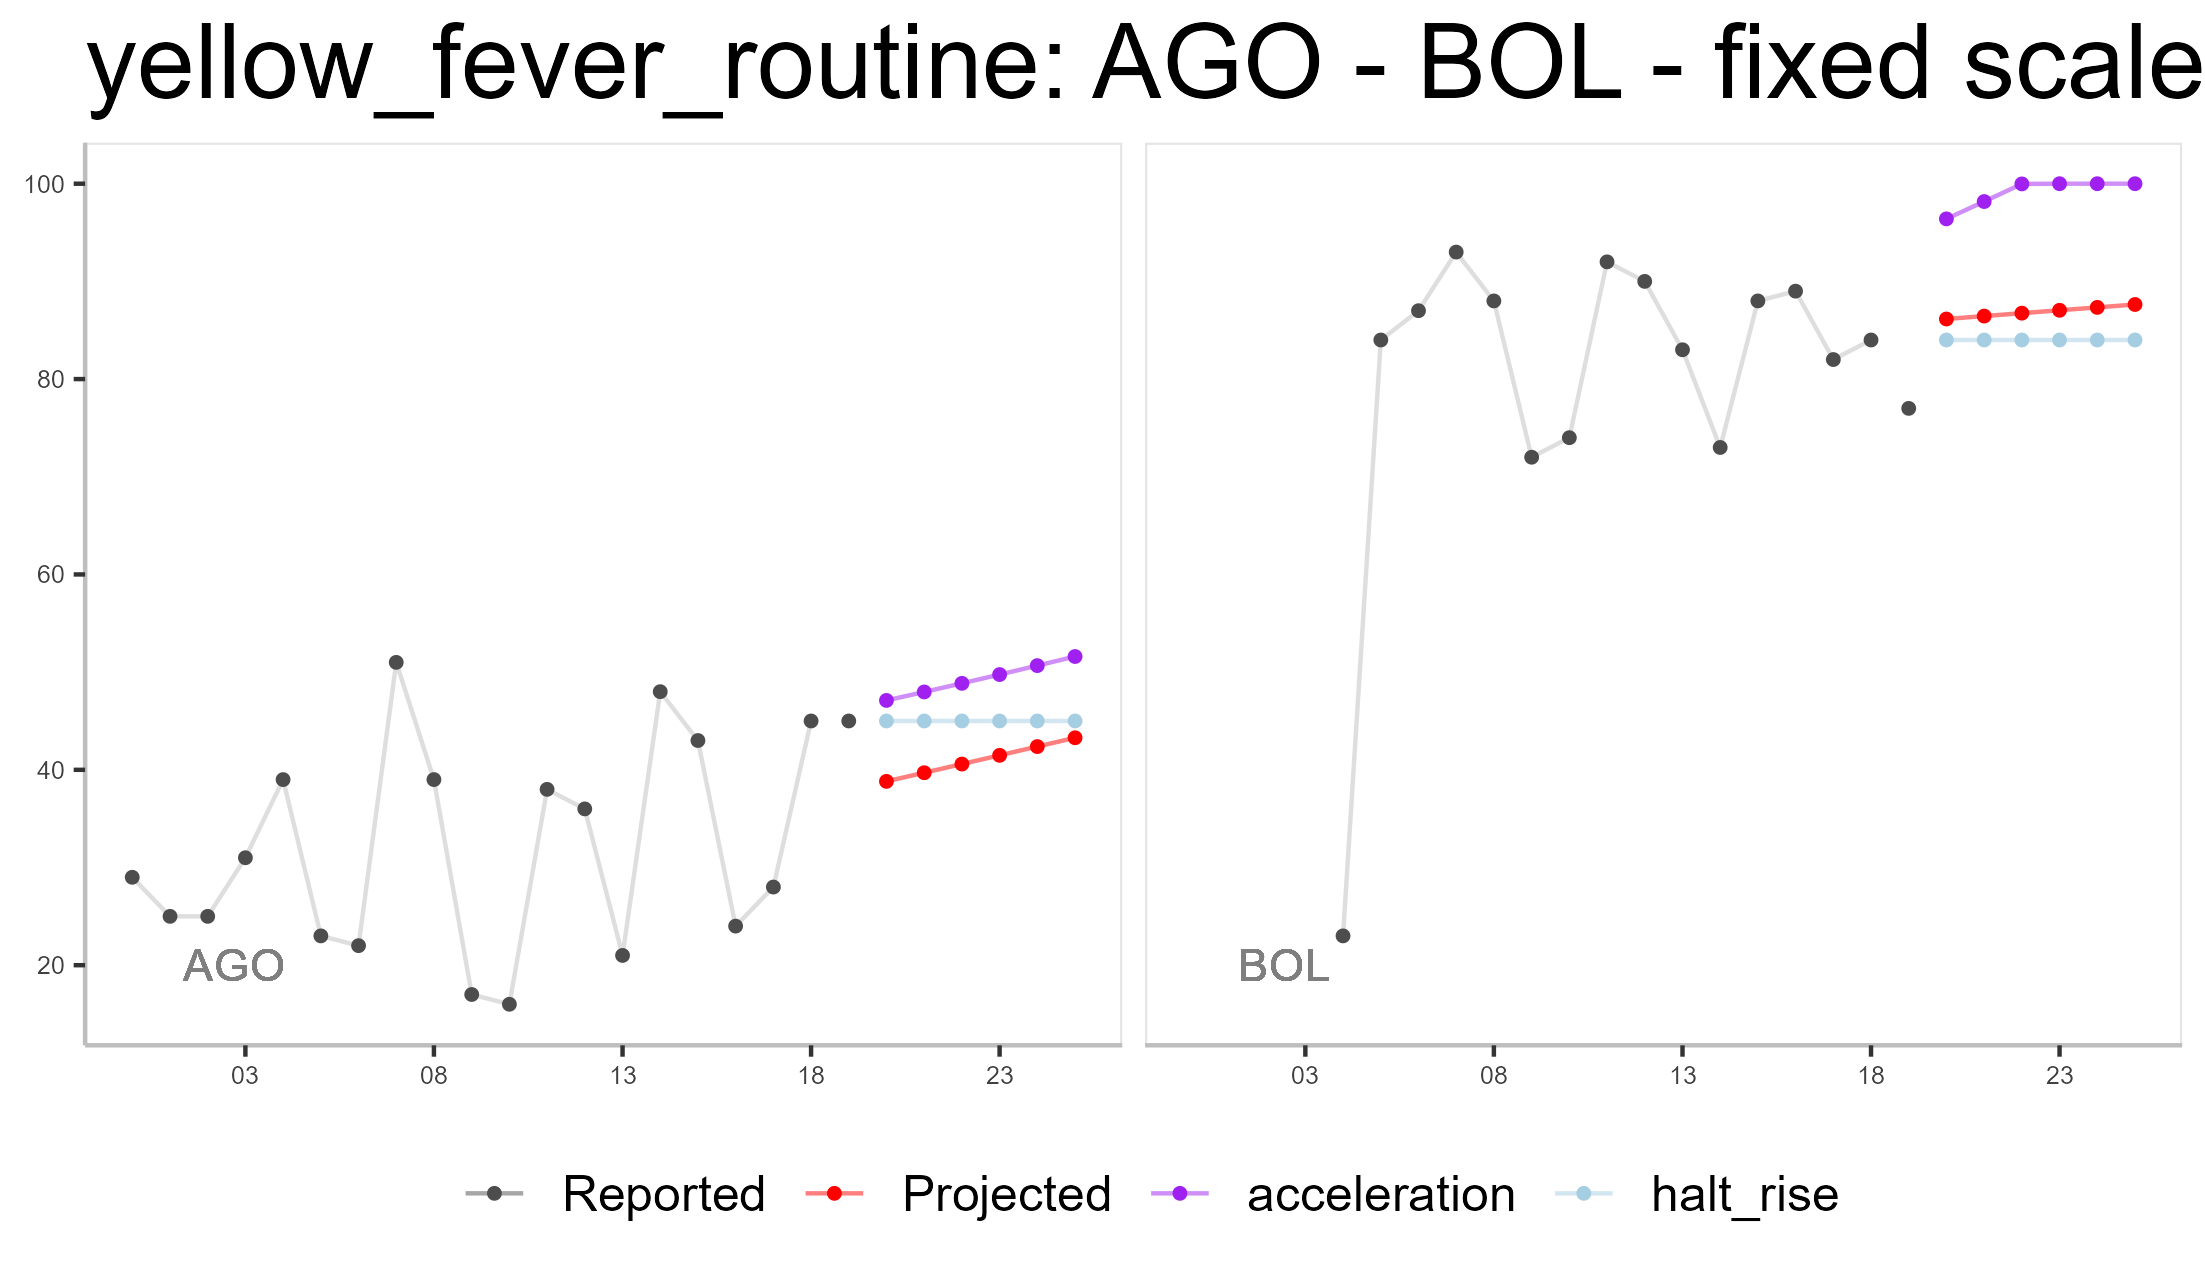 yellow_fever_routine: AGO - BOL - fixed scale
100
80
60
40
20
AGO
BOL
03 08 13 18 23
03 08 13 18 23
Reported Projected acceleration halt_rise